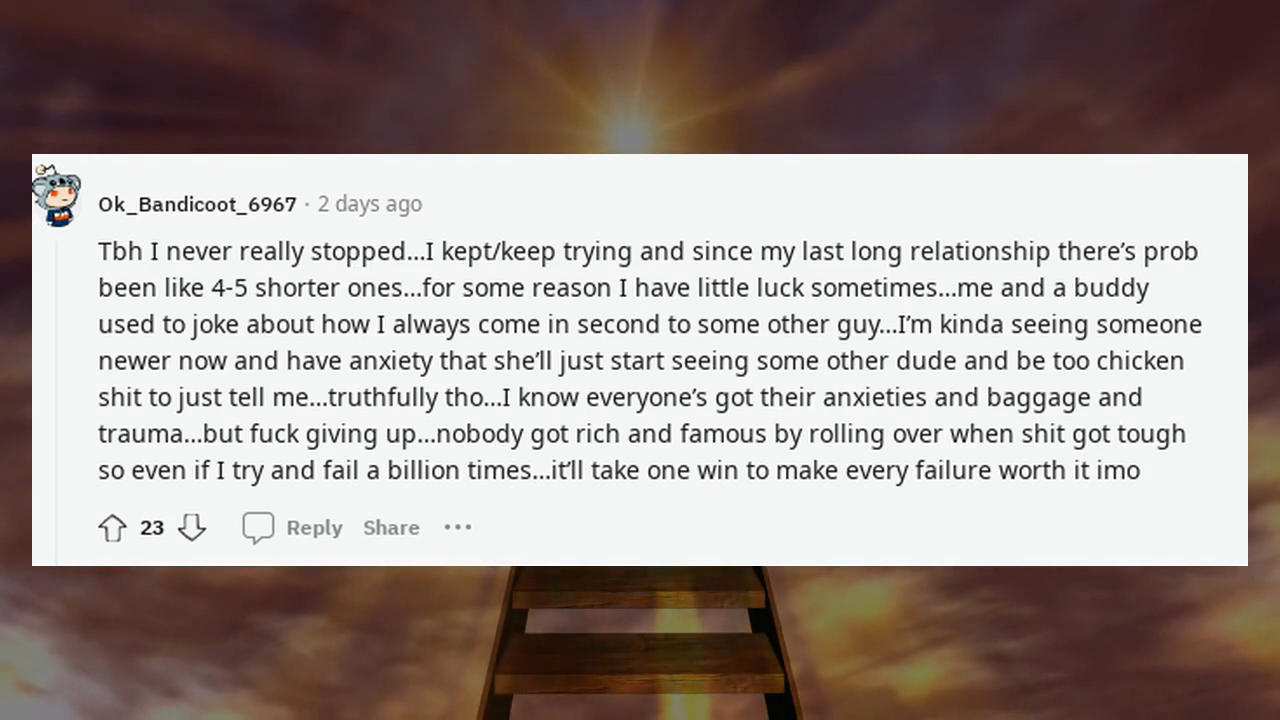 Ok_Bandicoot_6967 · 2 days ago
Tbh I never really stopped...I kept/keep trying and since my last long relationship there’s prob
been like 4-5 shorter ones...for some reason I have little luck sometimes...me and a buddy
used to joke about how I always come in second to some other guy...I’m kinda seeing someone
newer now and have anxiety that she’ll just start seeing some other dude and be too chicken
shit to just tell me...truthfully tho...I know everyone’s got their anxieties and baggage and
trauma...but fuck giving up...nobody got rich and famous by rolling over when shit got tough
so even if I try and fail a billion times...it’ll take one win to make every failure worth it imo
23 Reply Share ···